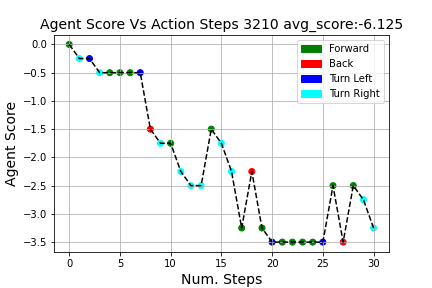 Agent Score Vs Action Steps 3210 avg_score:-6.125
Forward
Back
Turn Left
Turn Right
0.0
−0.5
−1.0
−1.5
−2.0
−2.5
−3.0
−3.5
Agent Score
0 5 10 15 20 25 30
Num. Steps